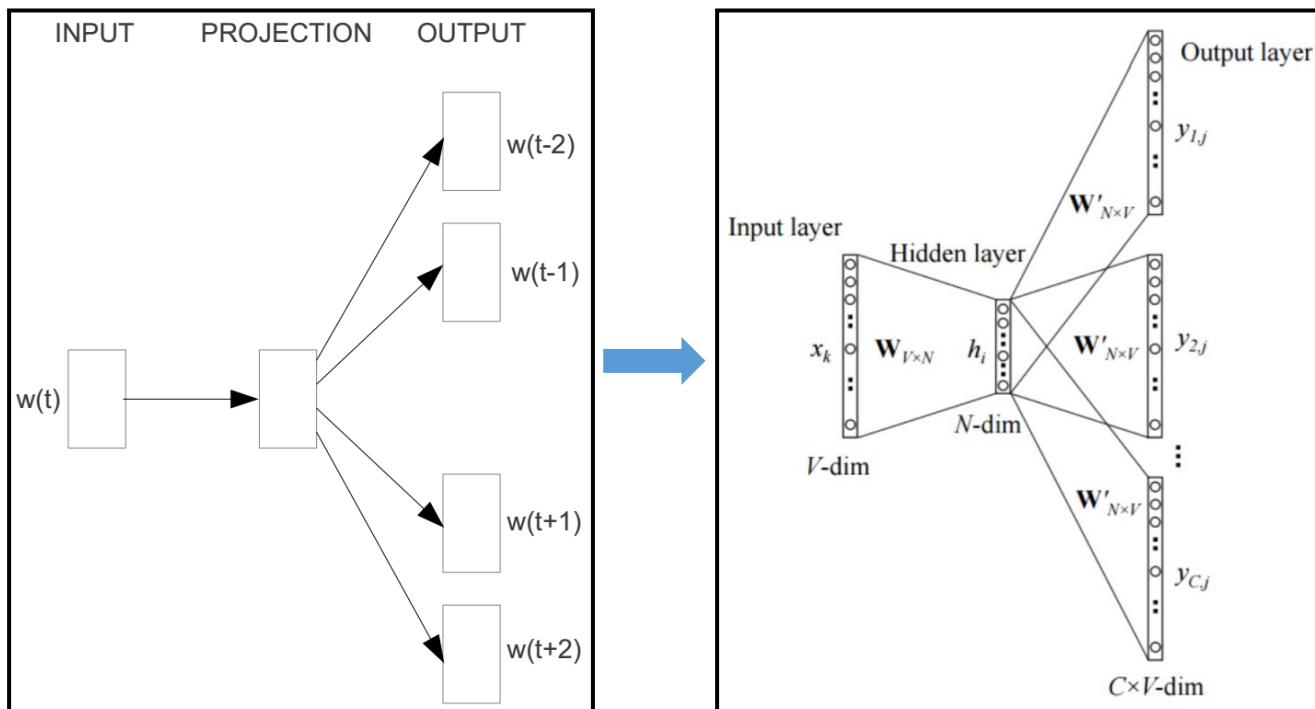 INPUT PROJECTION OUTPUT
w(t-2)
w(t-1)
w(t)
w(t+1)
w(t+2)
Output layer
y1,j
W′N×V
Input layer
Hidden layer
xk WV×N hi W′N×V y2,j
N-dim
V-dim
W′N×V
yC,j
C×V-dim